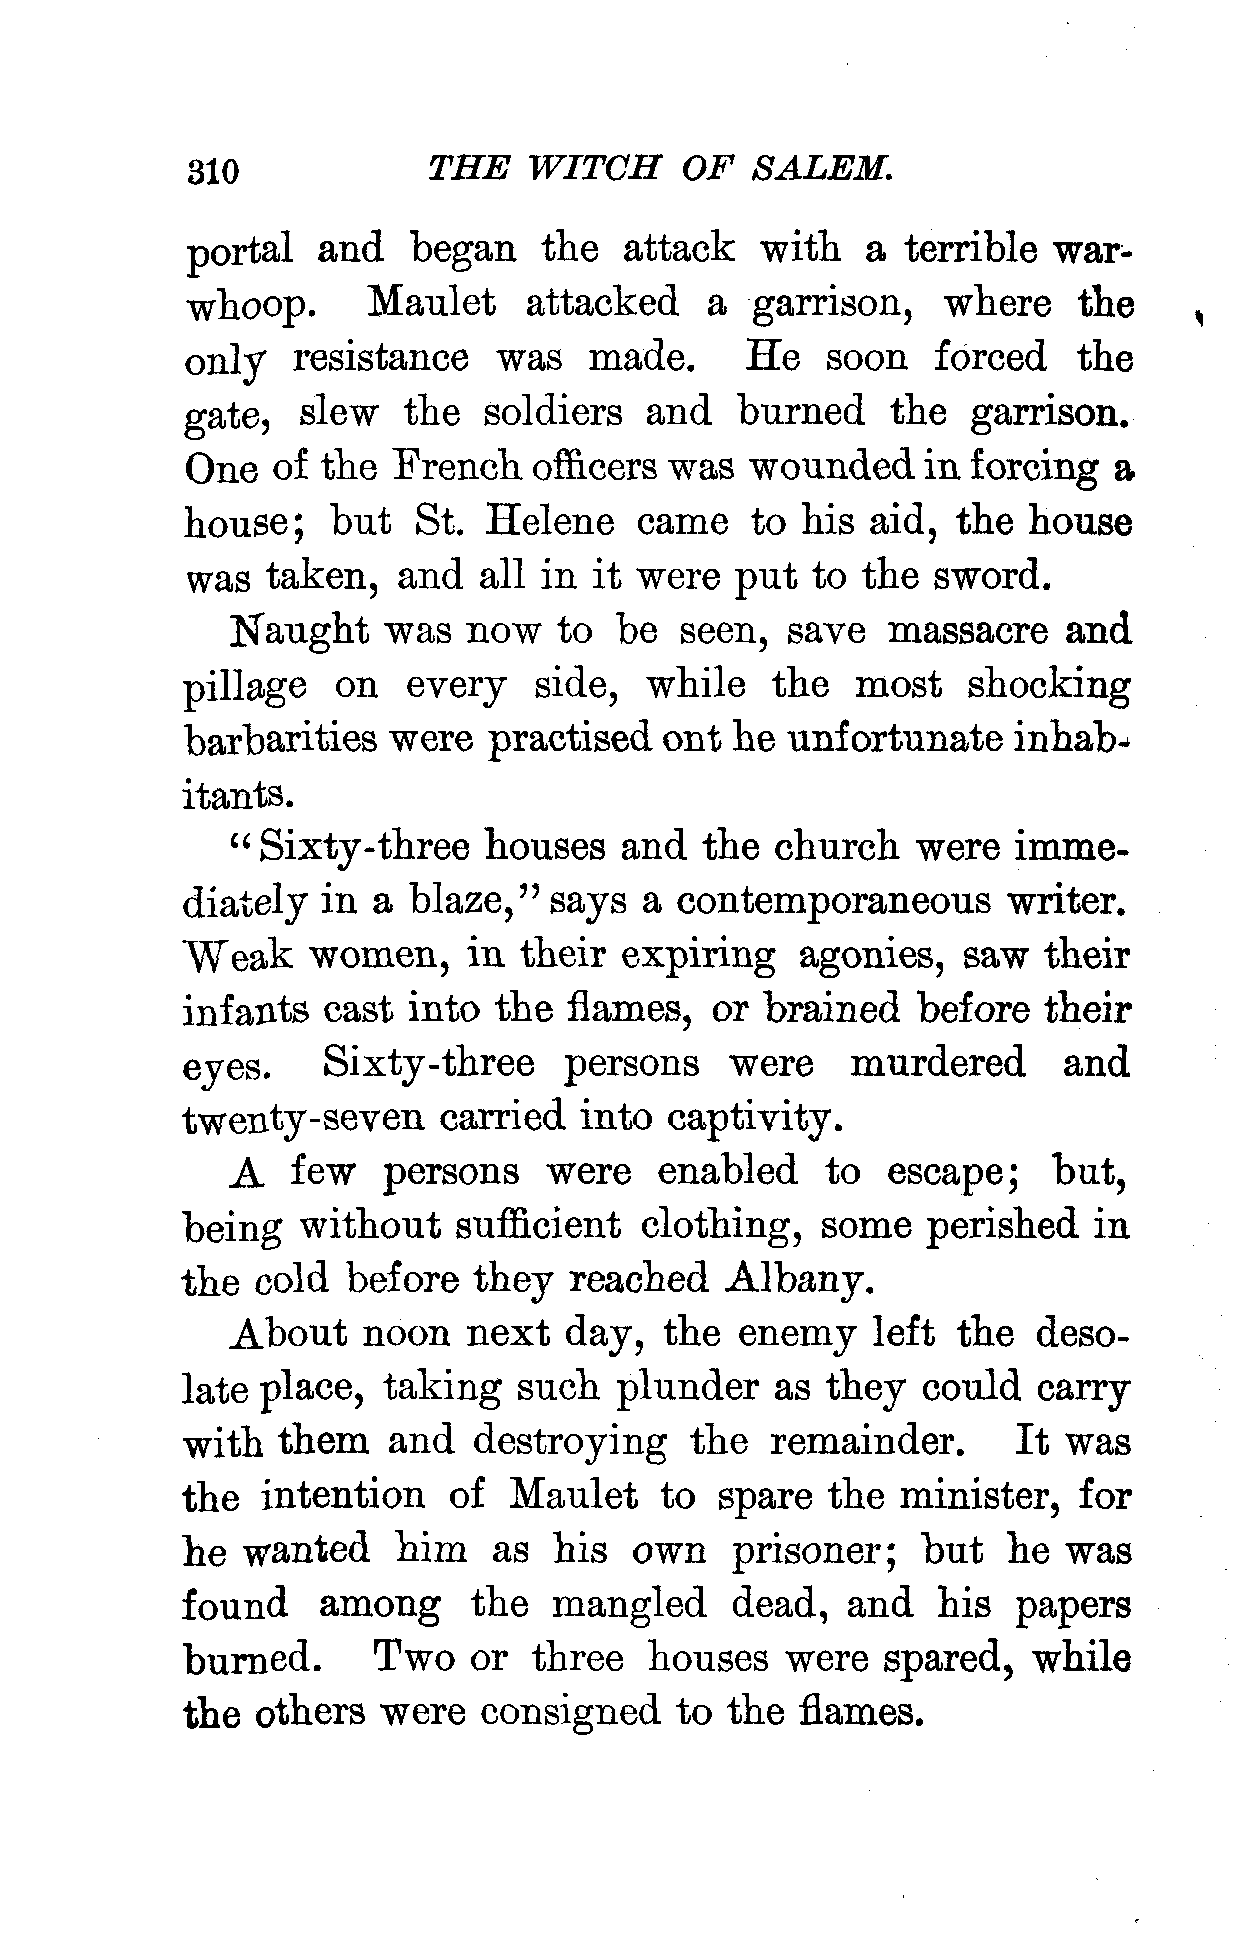 310 THE WITCH OF SALEM.
portal and began the attack with a terrible war-
whoop. Maulet attacked a garrison, where the
only resistance was made. He soon forced the
gate, slew the soldiers and burned the garrison.
One of the French officers was wounded in forcing a
house; but St. Helene came to his aid, the house
was taken, and all in it were put to the sword.
Naught was now to be seen, save massacre and
pillage on every side, while the most shocking
barbarities were practised ont he unfortunate inhab-
itants.
“Sixty-three houses and the church were imme-
diately in a blaze,” says a contemporaneous writer.
Weak women, in their expiring agonies, saw their
infants cast into the flames, or brained before their
eyes. Sixty-three persons were murdered and
twenty-seven carried into captivity.
A few persons were enabled to escape; but,
being without sufficient clothing, some perished in
the cold before they reached Albany.
About noon next day, the enemy left the deso-
late place, taking such plunder as they could carry
with them and destroying the remainder. It was
the intention of Maulet to spare the minister, for
he wanted him as his own prisoner; but he was
found among the mangled dead, and his papers
burned. Two or three houses were spared, while
the others were consigned to the flames.